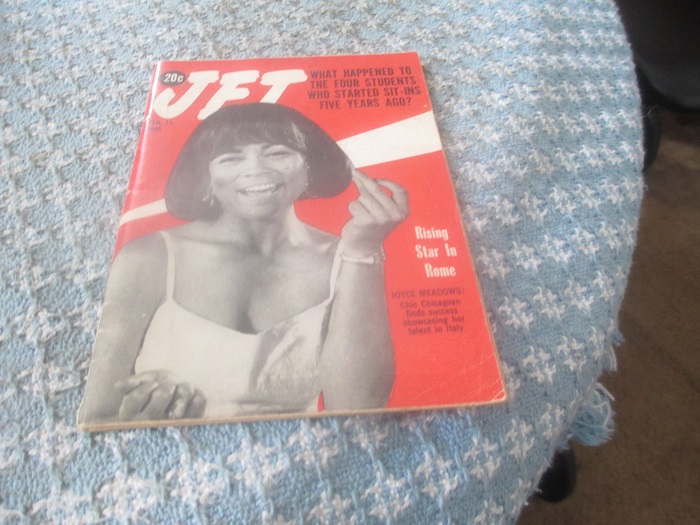 20c
JET
WHAT HAPPENED TO
THE FOUR STUDENTS
WHO STARTED SIT-INS
FIVE YEARS AGO?
Rising
Star In
Rome
JOYCE MEADOWS:
Chic Chicagoan
finds success
showcasing her
talent in Italy